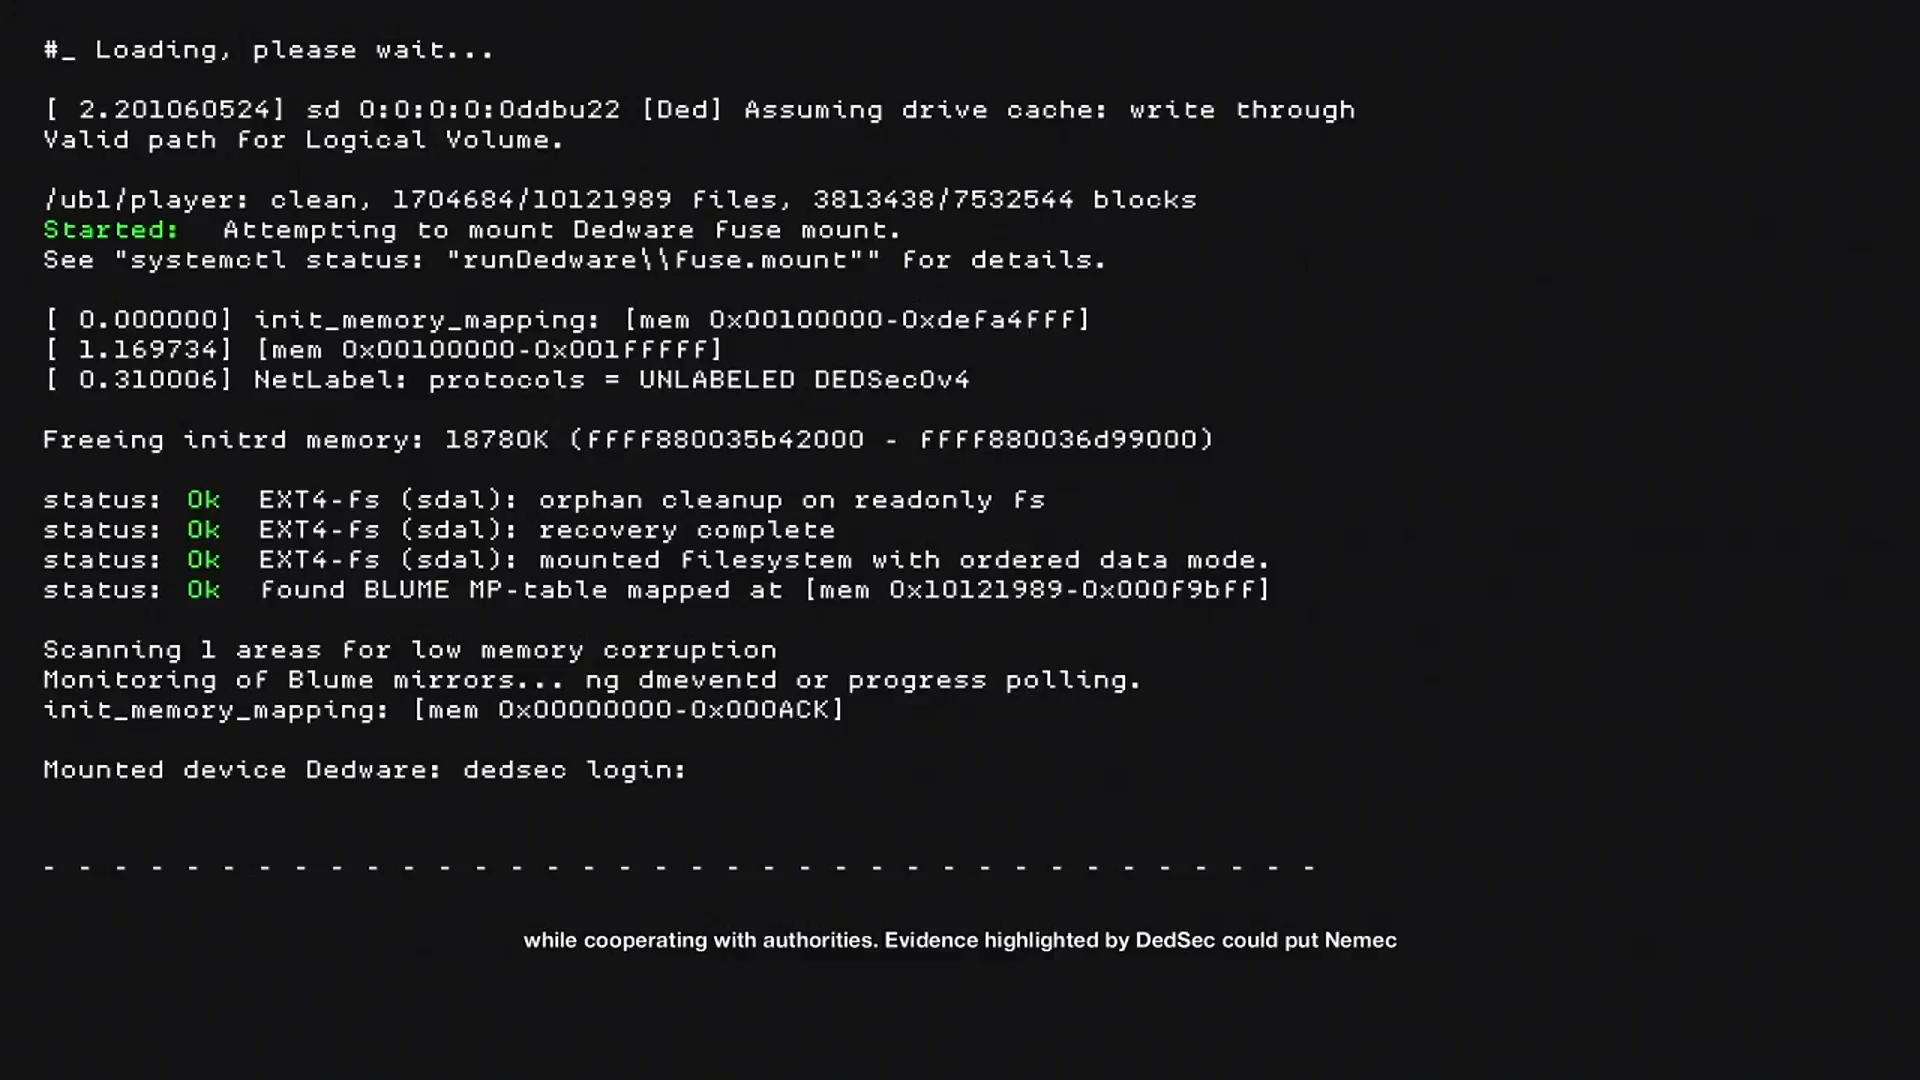 #_ Loading, please wait...
[ 2.201060524] sd 0:0:0:0:0ddbu22 [Ded] Assuming drive cache: write through
Valid path for Logical Volume.
/ubl/player: clean, 1704684/10121989 files, 3813438/7532544 blocks
Started: Attempting to mount Dedware fuse mount.
See "systemctl status: "runDedware\\fuse.mount"" for details.
[ 0.000000] init_memory_mapping: [mem 0x00100000-0xdefa4fff]
[ 1.169734] [mem 0x00100000-0x001fffff]
[ 0.310006] NetLabel: protocols = UNLABELED DEDSecOv4
Freeing initrd memory: 18780K (ffff880035b42000 - ffff880036d99000)
status: Ok EXT4-fs (sdal): orphan cleanup on readonly fs
status: Ok EXT4-fs (sdal): recovery complete
status: Ok EXT4-fs (sdal): mounted filesystem with ordered data mode.
status: Ok found BLUME MP-table mapped at [mem 0x10121989-0x000f9bff]
Scanning 1 areas for low memory corruption
Monitoring of Blume mirrors... ng dmeventd or progress polling.
init_memory_mapping: [mem 0x00000000-0x000ACK]
Mounted device Dedware: dedsec login:
- - - - - - - - - - - - - - - - - - - - - - - - - - - - - - - - - - - -
while cooperating with authorities. Evidence highlighted by DedSec could put Nemec